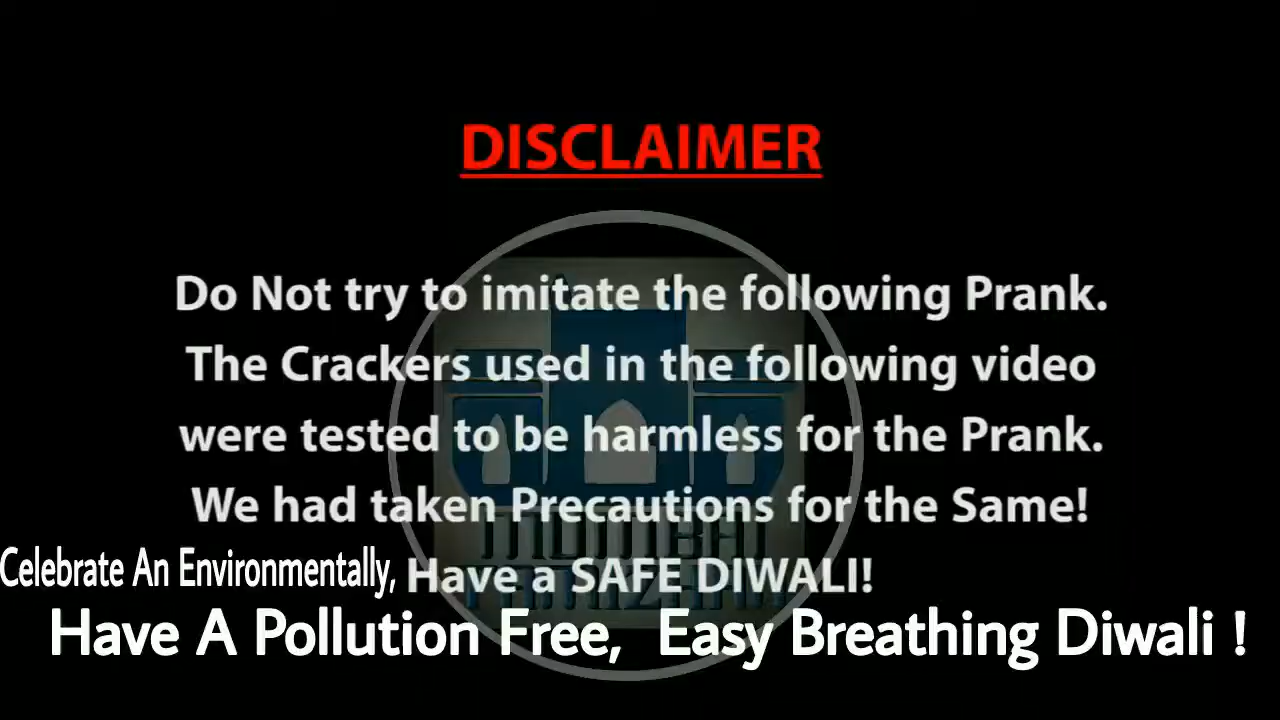 DISCLAIMER
Do Not try to imitate the following Prank.
The Crackers used in the following video
were tested to be harmless for the Prank.
We had taken Precautions for the Same!
MUMBAI
Celebrate An Environmentally, Have a SAFE DIWALI!
Have A Pollution Free, Easy Breathing Diwali !